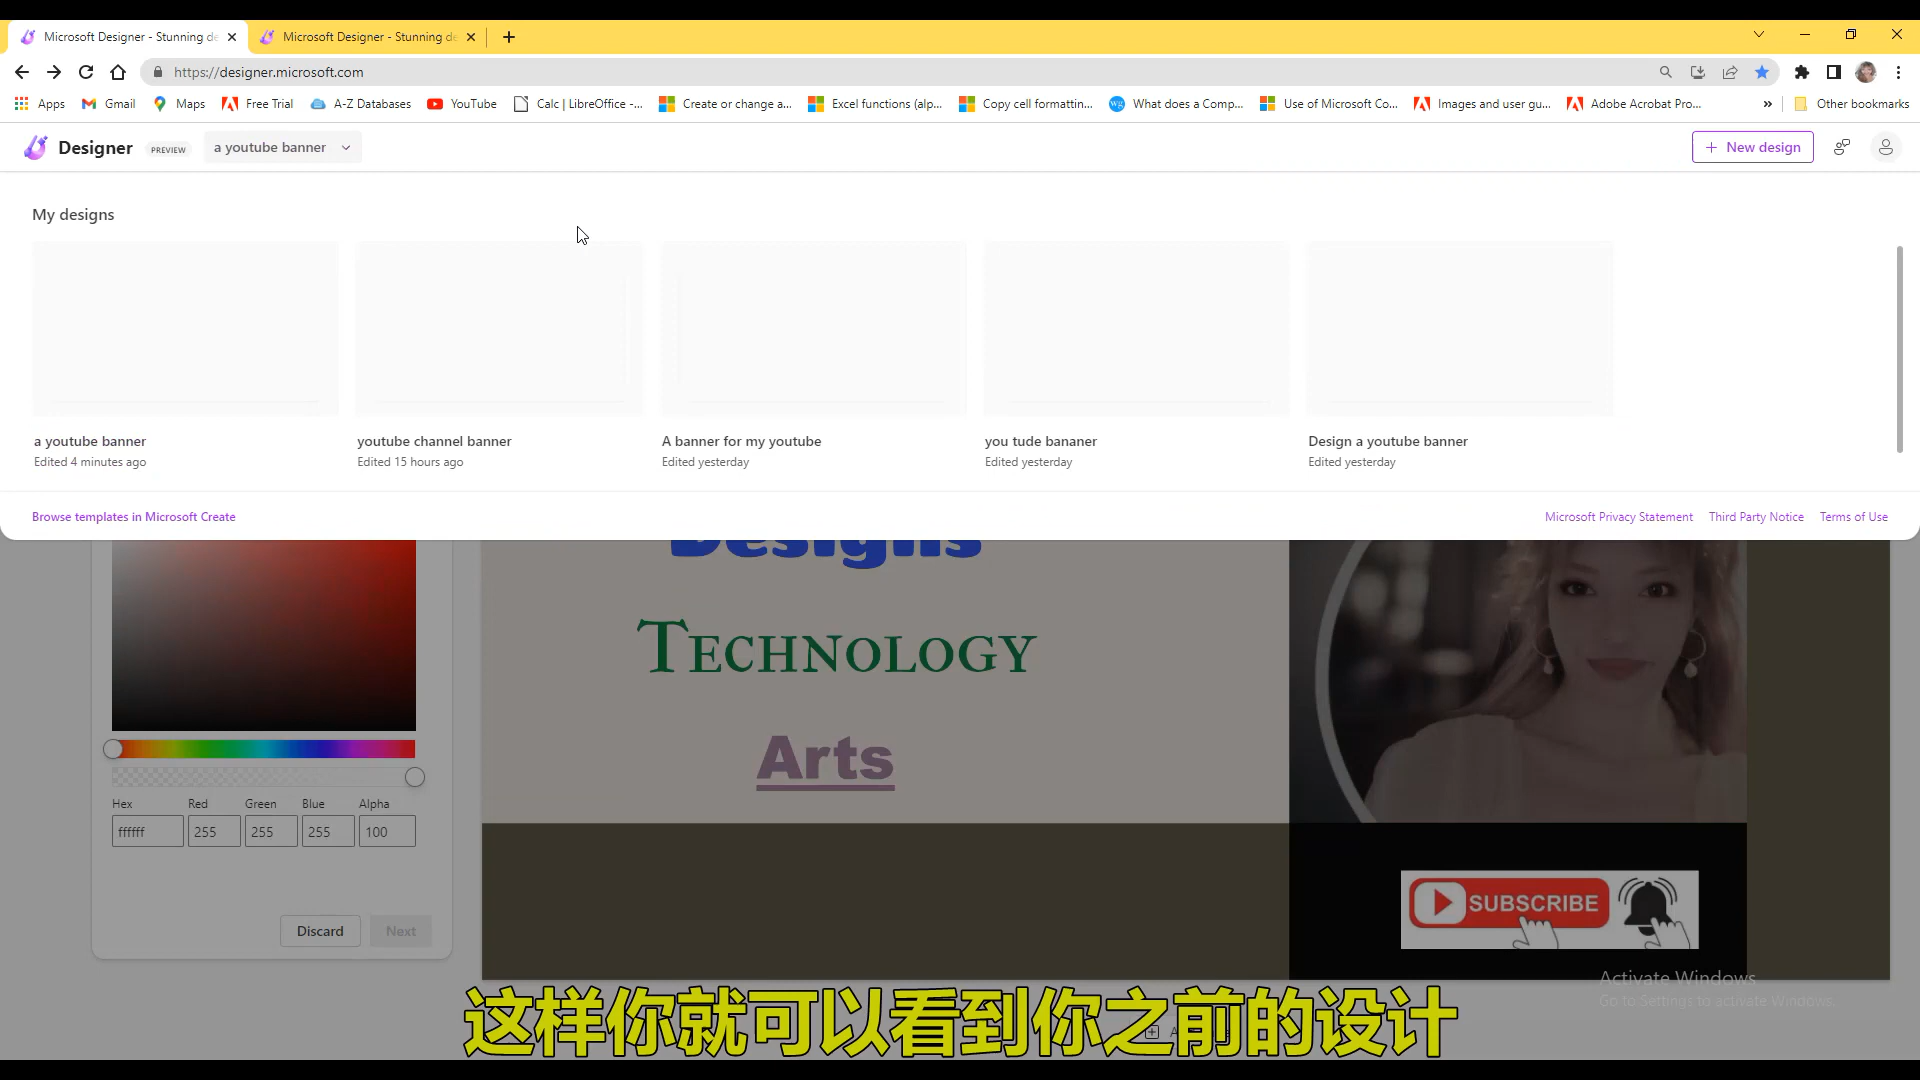 Microsoft Designer - Stunning de
Microsoft Designer - Stunning de
https://designer.microsoft.com
Apps
Gmail
Maps
Free Trial
A-Z Databases
YouTube
Calc | LibreOffice -...
Create or change a...
Excel functions (alp...
Copy cell formattin...
What does a Comp...
Use of Microsoft Co...
Images and user gu...
Adobe Acrobat Pro...
»
Other bookmarks
Designer PREVIEW
a youtube banner
New design
My designs
a youtube banner
Edited 4 minutes ago
youtube channel banner
Edited 15 hours ago
A banner for my youtube
Edited yesterday
you tude bananer
Edited yesterday
Design a youtube banner
Edited yesterday
Browse templates in Microsoft Create
Microsoft Privacy Statement
Third Party Notice
Terms of Use
Designs
Technology
Arts
Hex
Red
Green
Blue
Alpha
ffffff
255
255
255
100
Discard
Next
SUBSCRIBE
Activate Windows
Go to Settings to activate Windows.
这样你就可以看到你之前的设计